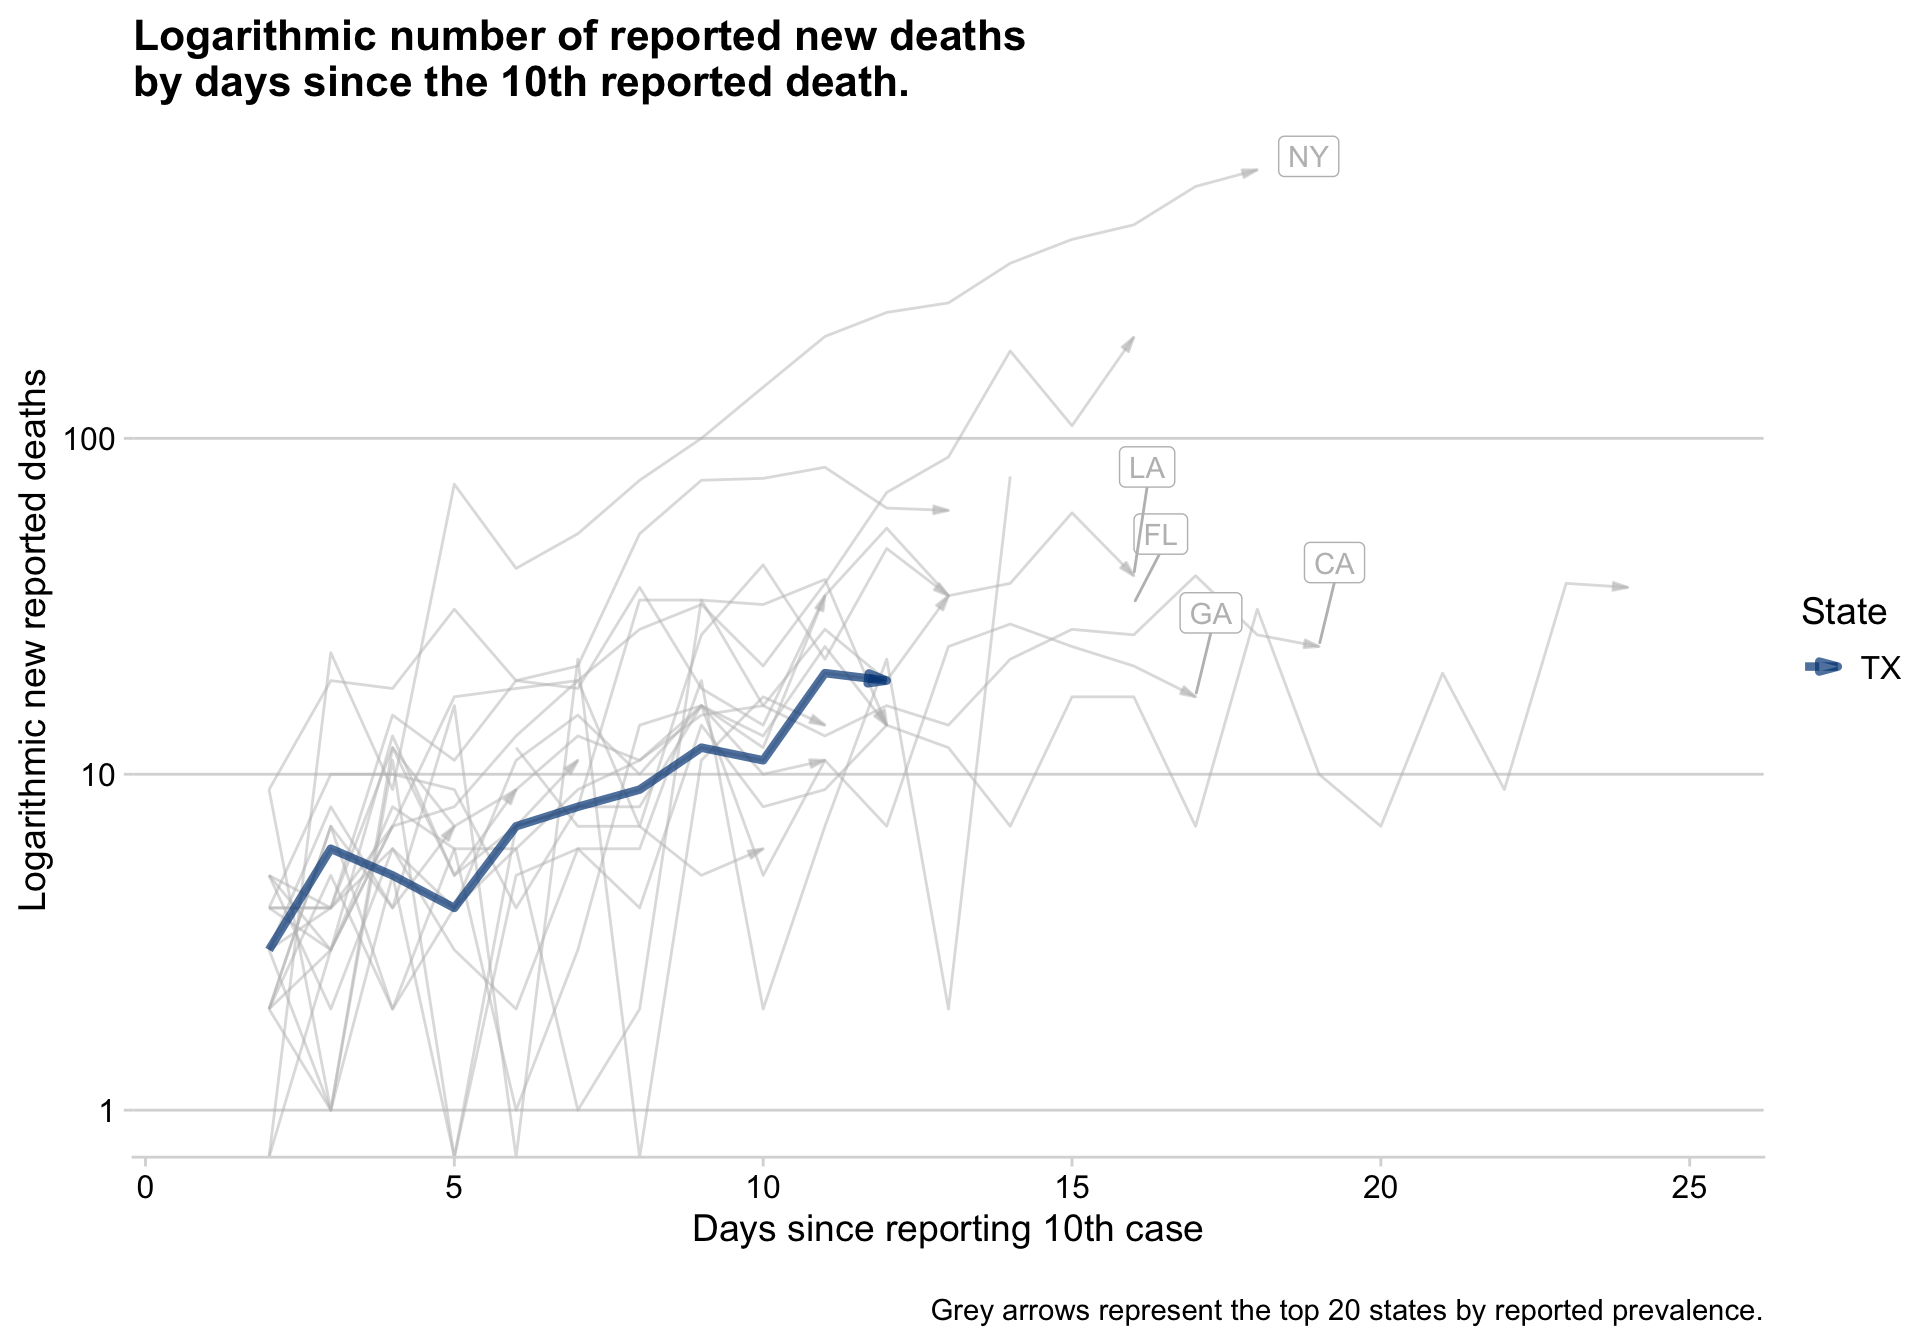 Logarithmic number of reported new deaths
by days since the 10th reported death.
NY
LA
FL
CA
GA
Logarithmic new reported deaths
100
10
1
0 5 10 15 20 25
Days since reporting 10th case
State
TX
Grey arrows represent the top 20 states by reported prevalence.